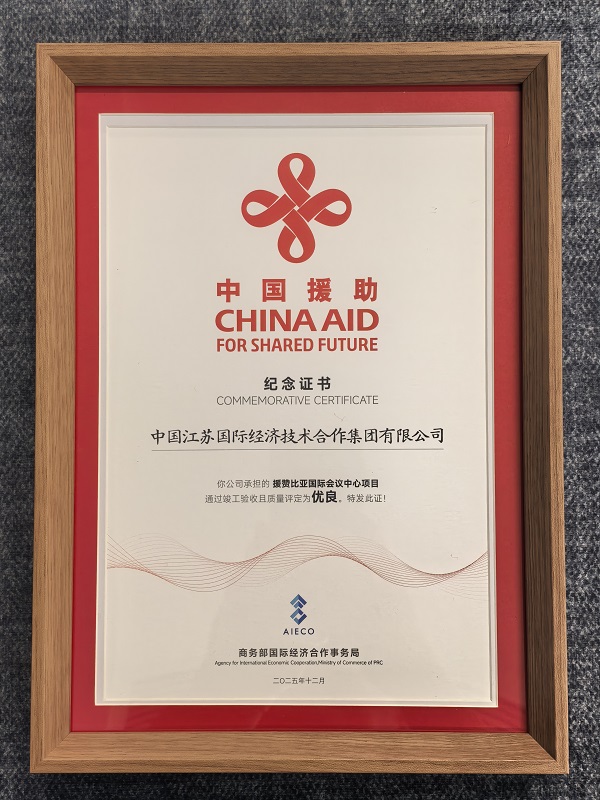 中国援助
CHINA AID
FOR SHARED FUTURE
纪念证书
COMMEMORATIVE CERTIFICATE
中国江苏国际经济技术合作集团有限公司
你公司承担的 援赞比亚国际会议中心项目
通过竣工验收且质量评定为优良。特发此证！
AIECO
商务部国际经济合作事务局
Agency for International Economic Cooperation,Ministry of Commerce of PRC
二〇二五年十二月